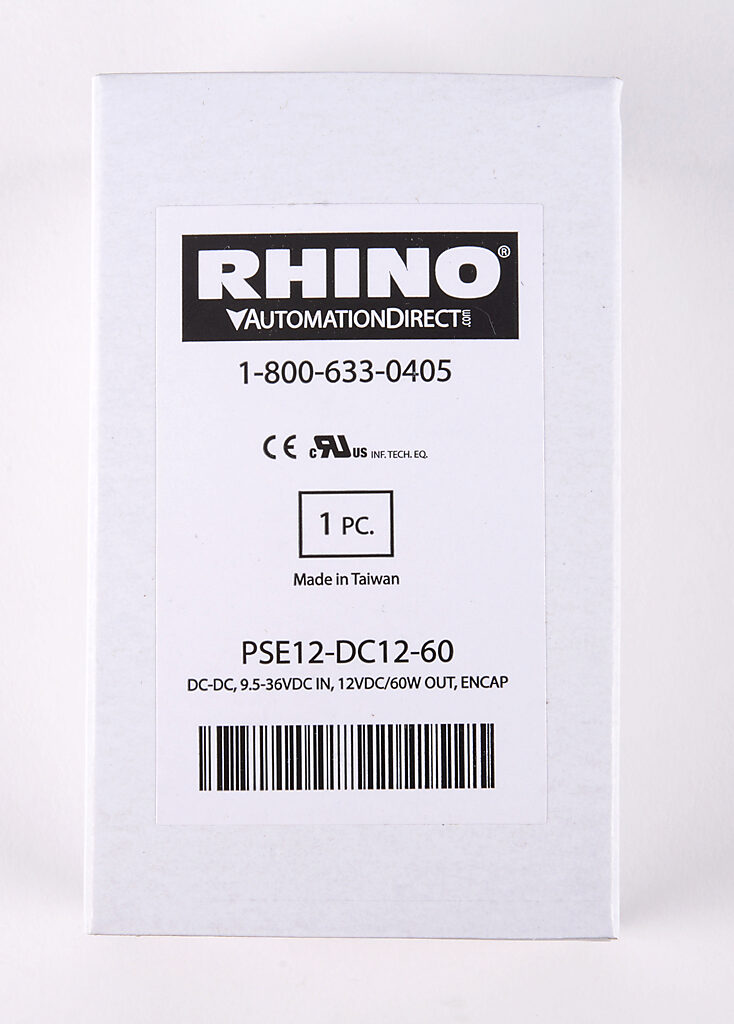 RHINO®
AUTOMATIONDIRECT.com
1-800-633-0405
CE cRUus INF. TECH. EQ.
1 PC.
Made in Taiwan
PSE12-DC12-60
DC-DC, 9.5-36VDC IN, 12VDC/60W OUT, ENCAP